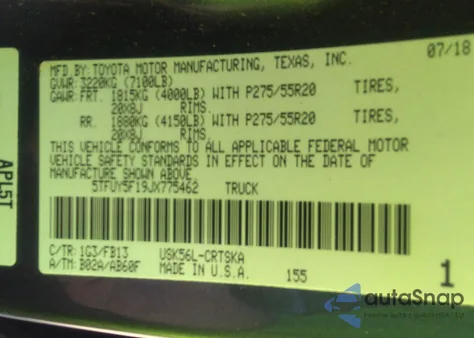 MFD BY: TOYOTA MOTOR MANUFACTURING, TEXAS, INC. 07/18
GVWR: 3220KG (7100LB)
GAWR: FRT. 1815KG (4000LB) WITH P275/55R20 TIRES,
20X8J RIMS,
RR. 1880KG (4150LB) WITH P275/55R20 TIRES,
20X8J RIMS.
THIS VEHICLE CONFORMS TO ALL APPLICABLE FEDERAL MOTOR
VEHICLE SAFETY STANDARDS IN EFFECT ON THE DATE OF
MANUFACTURE SHOWN ABOVE.
5TFUY5F19JX775462 TRUCK
C/TR: 1G3/FB13 USK56L-CRTSKA
A/TM: B02A/AB60F MADE IN U.S.A. 155 1
APL5T
autoSnap